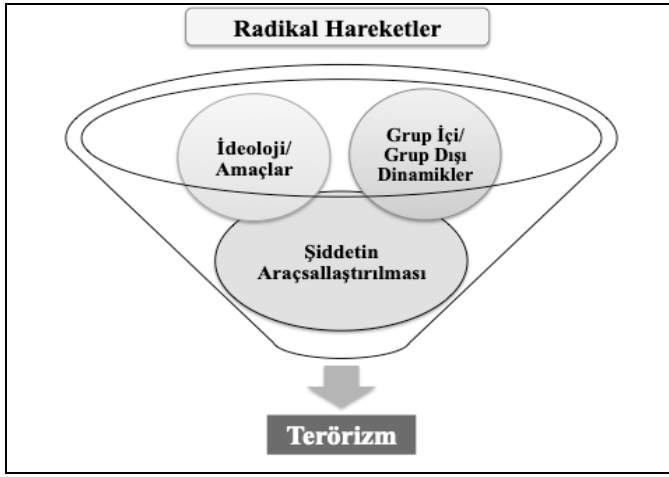 Radikal Hareketler
İdeoloji/
Amaçlar
Grup İçi/
Grup Dışı
Dinamikler
Şiddetin
Araçsallaştırılması
Terörizm